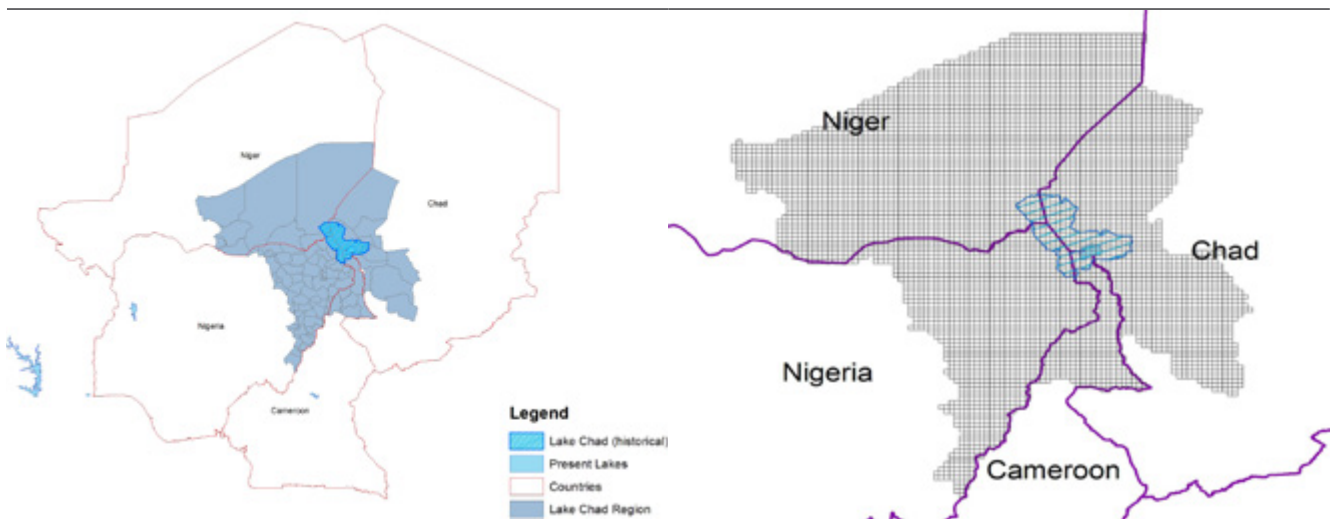 Niger
Chad
Nigeria
Cameroon
Legend
Lake Chad (historical)
Present Lakes
Countries
Lake Chad Region
Niger
Chad
Nigeria
Cameroon